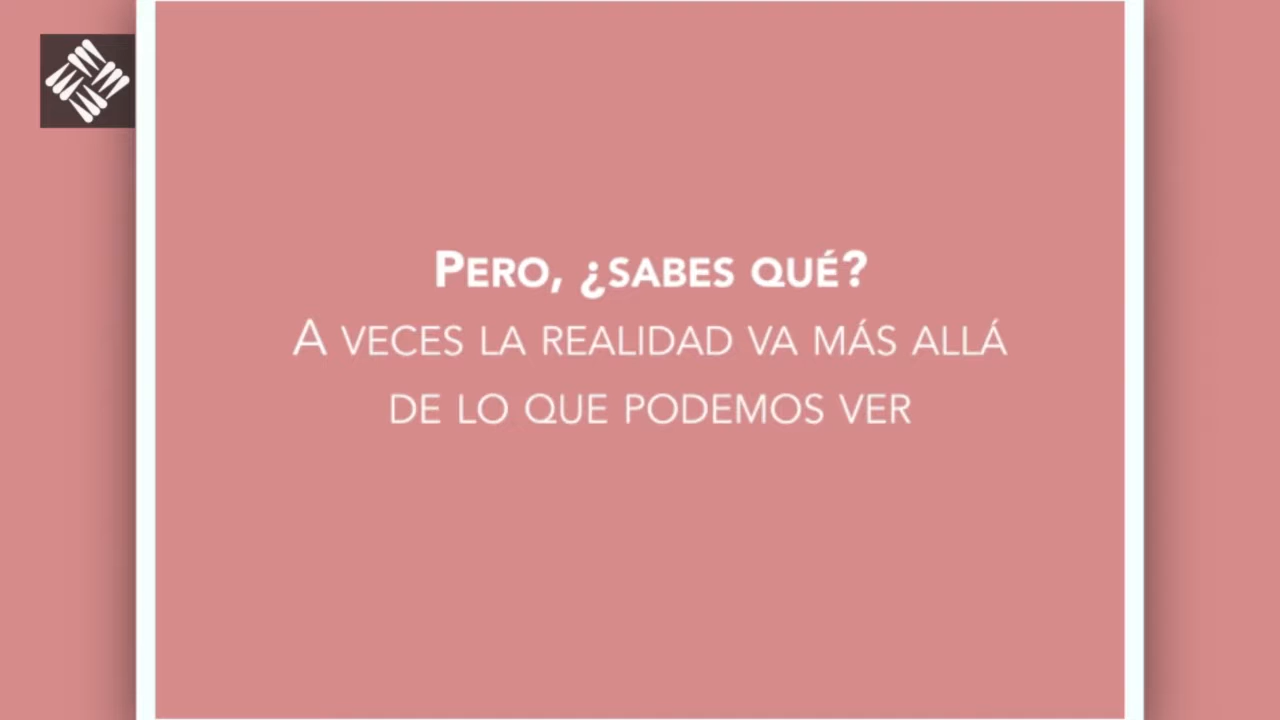 Pero, ¿sabes qué?
A veces la realidad va más allá
de lo que podemos ver